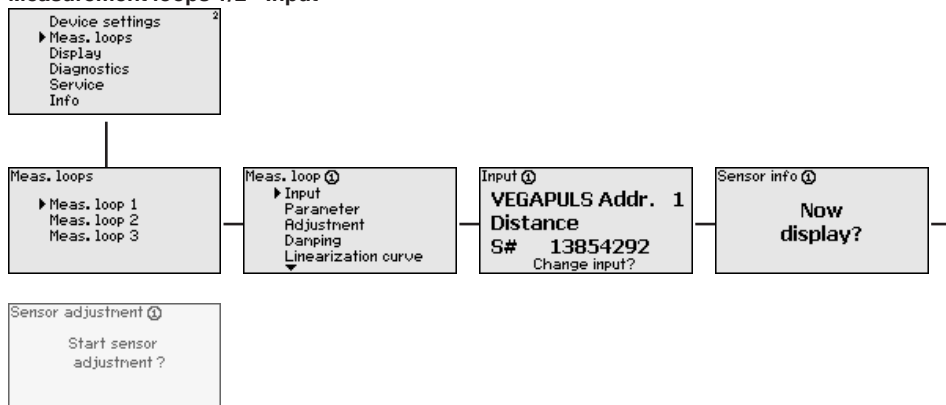 Measurement loops 1/2 - Input
2
Device settings
Meas. loops
Display
Diagnostics
Service
Info
Meas. loops
Meas. loop 1
Meas. loop 2
Meas. loop 3
Meas. loop ①
Input
Parameter
Adjustment
Damping
Linearization curve
Input ①
VEGAPULS Addr. 1
Distance
S# 13854292
Change input?
Sensor info ①
Now
display?
Sensor adjustment ①
Start sensor
adjustment ?